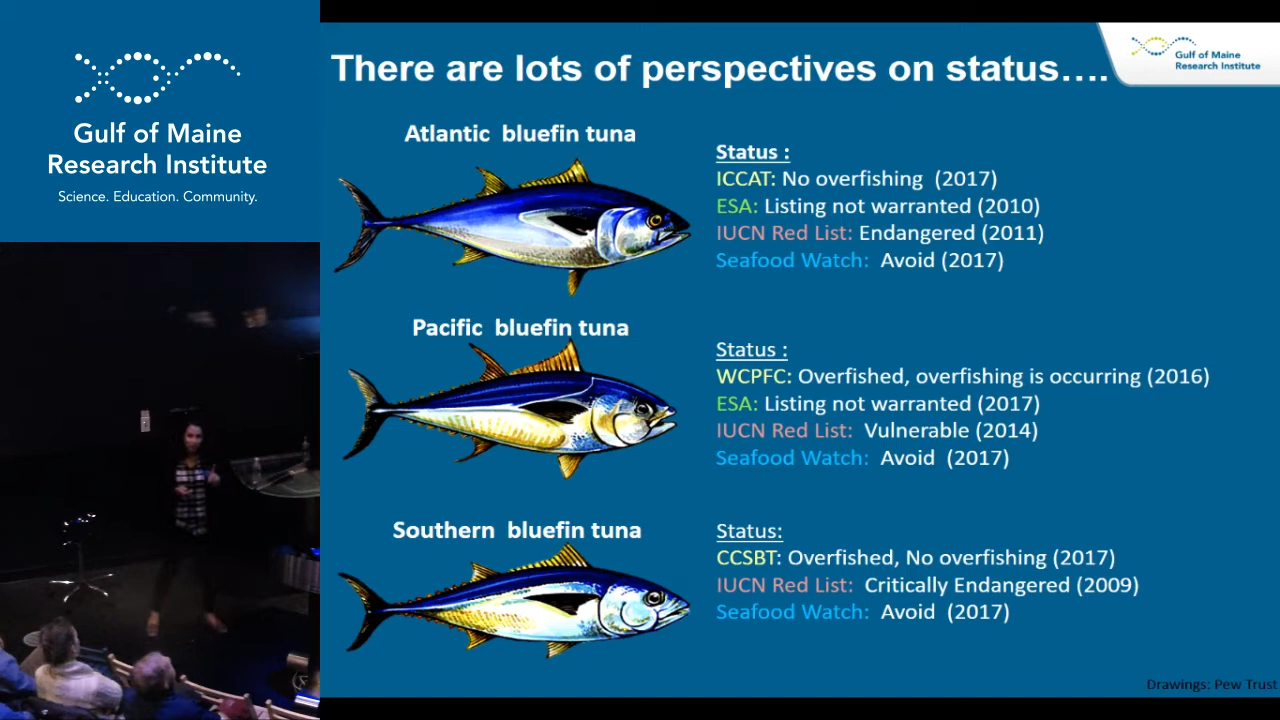 Gulf of Maine
Research Institute
Science. Education. Community.
There are lots of perspectives on status….
Gulf of Maine
Research Institute
Atlantic bluefin tuna
Status :
ICCAT: No overfishing (2017)
ESA: Listing not warranted (2010)
IUCN Red List: Endangered (2011)
Seafood Watch: Avoid (2017)
Pacific bluefin tuna
Status :
WCPFC: Overfished, overfishing is occurring (2016)
ESA: Listing not warranted (2017)
IUCN Red List: Vulnerable (2014)
Seafood Watch: Avoid (2017)
Southern bluefin tuna
Status:
CCSBT: Overfished, No overfishing (2017)
IUCN Red List: Critically Endangered (2009)
Seafood Watch: Avoid (2017)
Drawings: Pew Trust